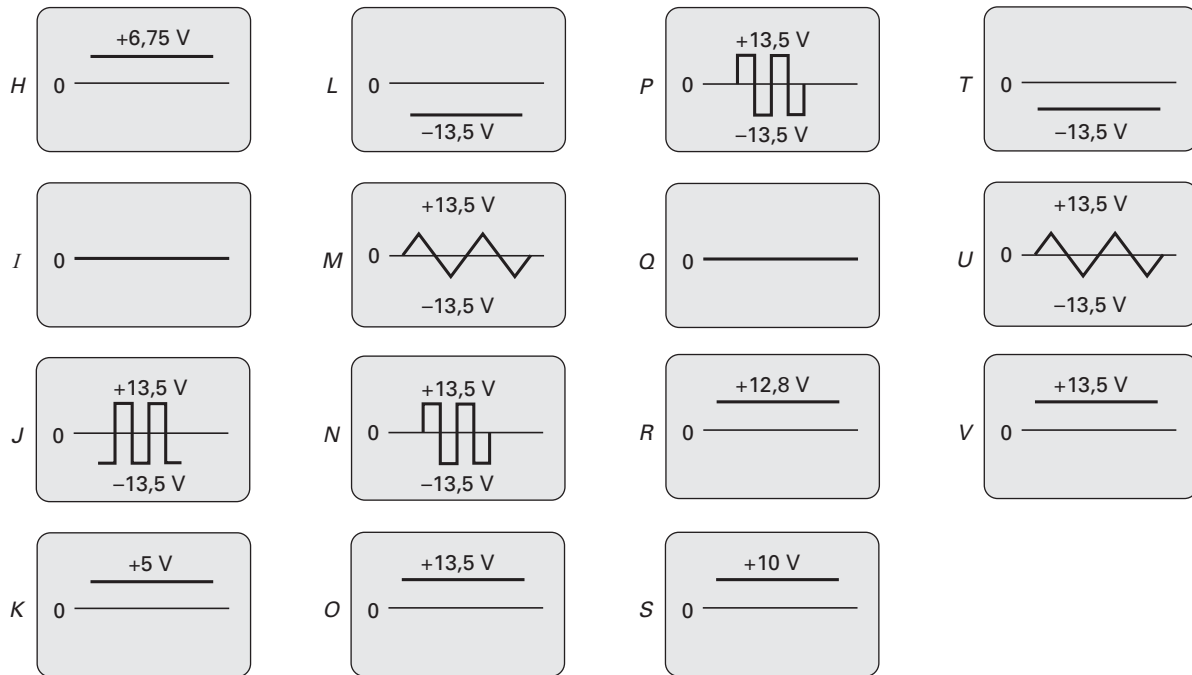 +6,75 V
H 0
L 0
–13,5 V
+13,5 V
P 0
–13,5 V
T 0
–13,5 V
I 0
+13,5 V
M 0
–13,5 V
Q 0
+13,5 V
U 0
–13,5 V
+13,5 V
J 0
–13,5 V
+13,5 V
N 0
–13,5 V
+12,8 V
R 0
+13,5 V
V 0
+5 V
K 0
+13,5 V
O 0
+10 V
S 0